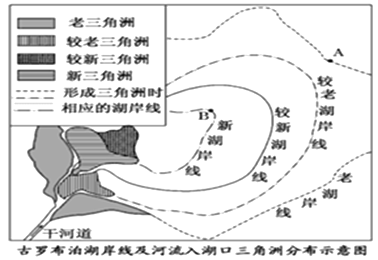 老三角洲
较老三角洲
较新三角洲
新三角洲
形成三角洲时
相应的湖岸线
A
B
新湖岸线
较新湖岸线
较老湖岸线
老湖岸线
干河道
古罗布泊湖岸线及河流入湖口三角洲分布示意图